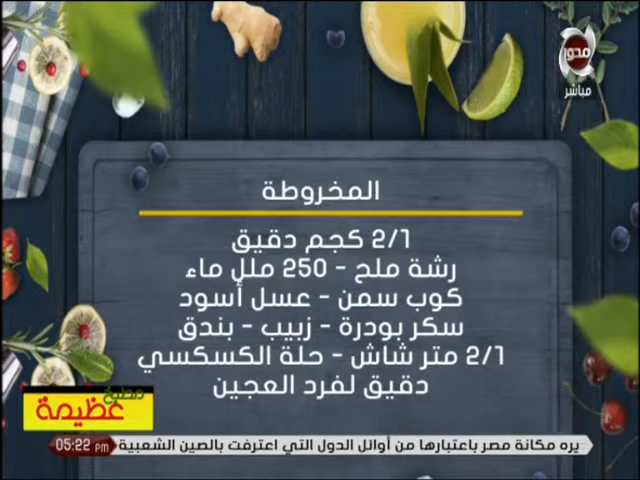 محور
مباشر
المخروطة
2/1 كجم دقيق
رشة ملح - 250 ملل ماء
كوب سمن - عسل أسود
سكر بودرة - زبيب - بندق
2/1 متر شاش - حلة الكسكسي
دقيق لفرد العجين
مطبخ
عظيمة
05:22 PM
يره مكانة مصر باعتبارها من أوائل الدول التي اعترفت بالصين الشعبية